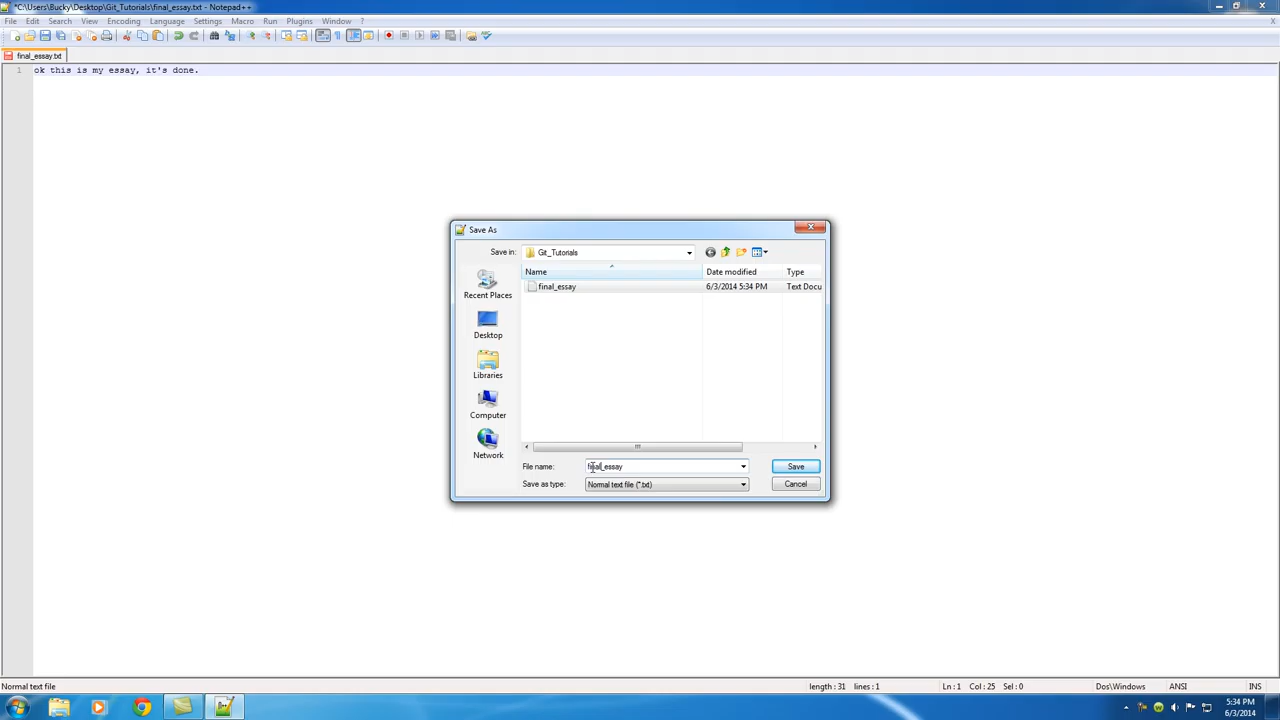 *C:\Users\Bucky\Desktop\Git_Tutorials\final_essay.txt - Notepad++
File Edit Search View Encoding Language Settings Macro Run Plugins Window ?
X
final_essay.txt
1 ok this is my essay, it's done.
Save As
Save in: Git_Tutorials
Name Date modified Type
final_essay 6/3/2014 5:34 PM Text Docu
Recent Places
Desktop
Libraries
Computer
Network
File name: final_essay Save
Save as type: Normal text file (*.txt) Cancel
Normal text file length : 31 lines : 1 Ln : 1 Col : 25 Sel : 0 Dos\Windows ANSI INS
5:34 PM
6/3/2014